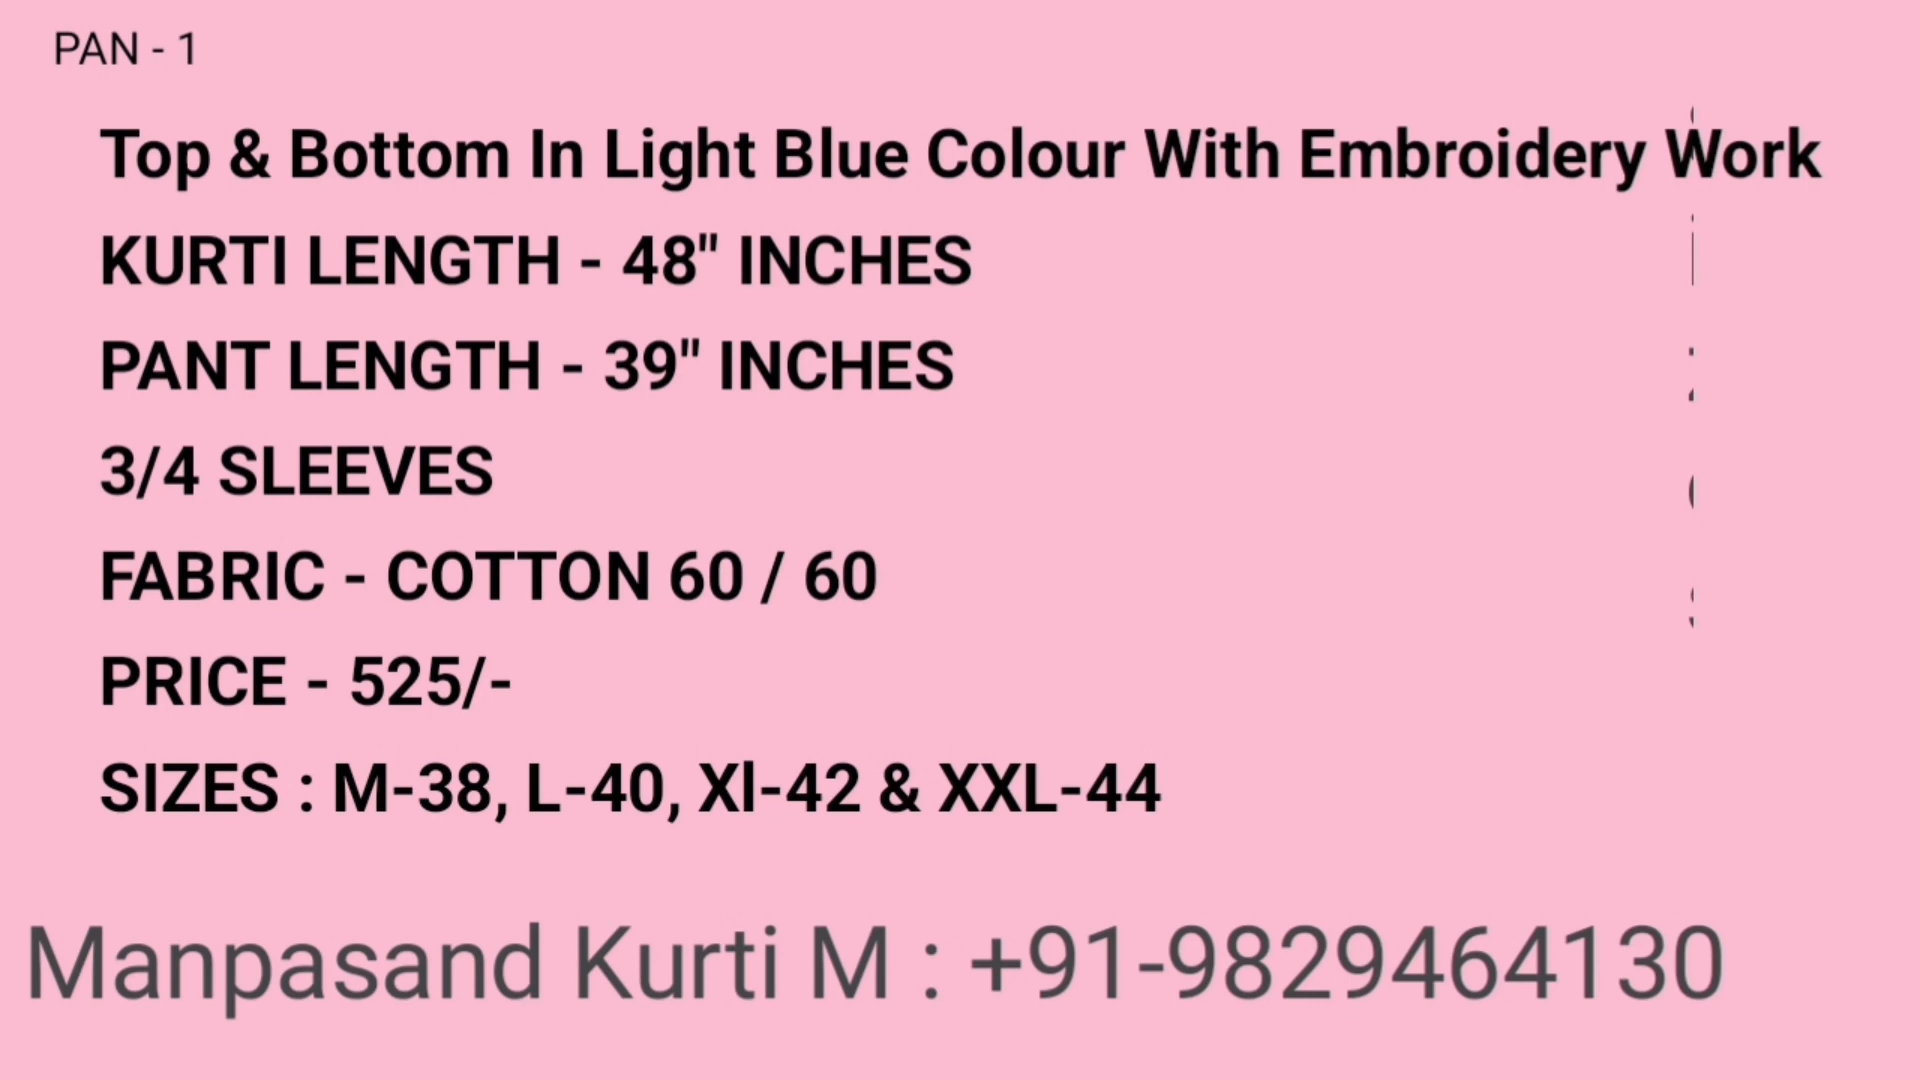 PAN - 1
Top & Bottom In Light Blue Colour With Embroidery Work
KURTI LENGTH - 48" INCHES
PANT LENGTH - 39" INCHES
3/4 SLEEVES
FABRIC - COTTON 60 / 60
PRICE - 525/-
SIZES : M-38, L-40, Xl-42 & XXL-44
Manpasand Kurti M : +91-9829464130